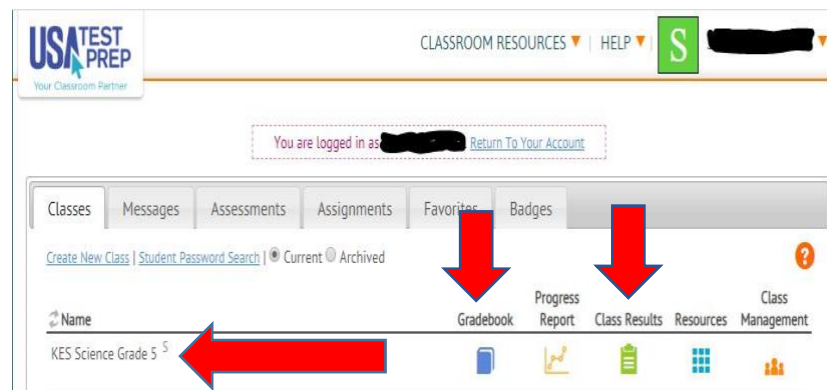 USA TEST PREP
Your Classroom Partner
CLASSROOM RESOURCES ▼ | HELP ▼ | S
You are logged in as Return To Your Account
Classes Messages Assessments Assignments Favorites Badges
Create New Class | Student Password Search | Current Archived ?
Name Gradebook Progress Report Class Results Resources Class Management
KES Science Grade 5 S